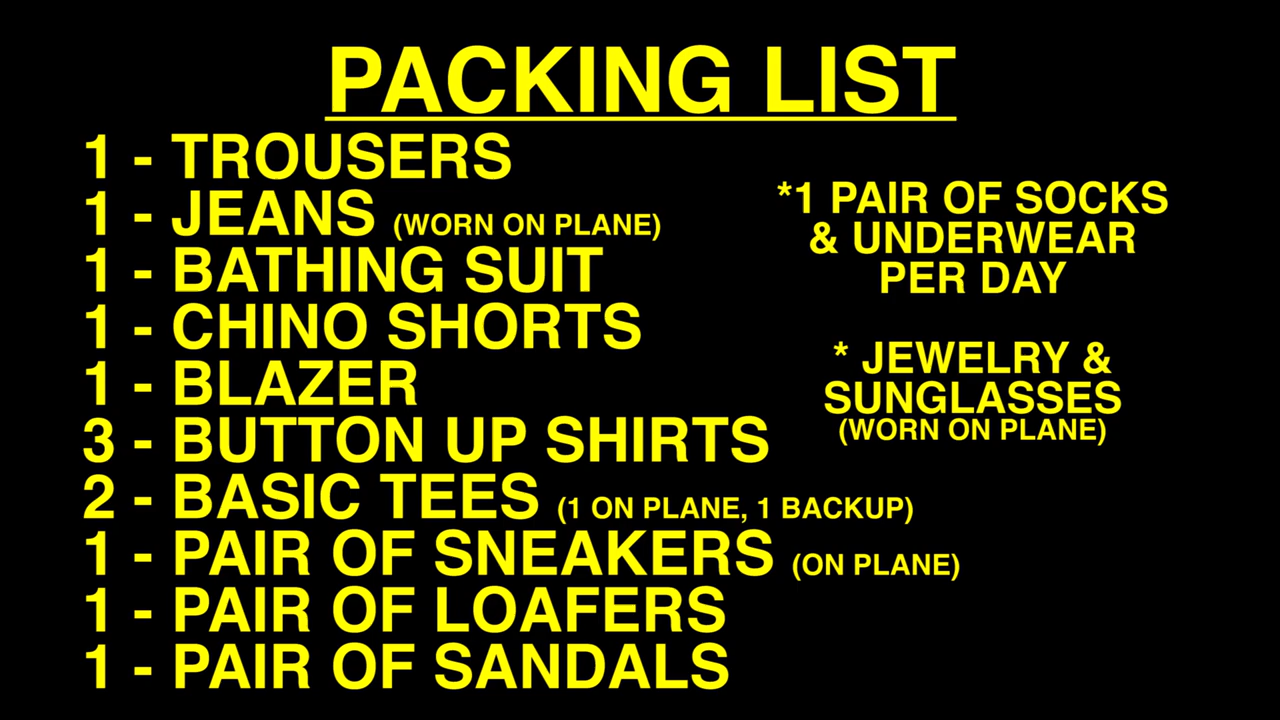 PACKING LIST
1 - TROUSERS
1 - JEANS (WORN ON PLANE)
1 - BATHING SUIT
1 - CHINO SHORTS
1 - BLAZER
3 - BUTTON UP SHIRTS
2 - BASIC TEES (1 ON PLANE, 1 BACKUP)
1 - PAIR OF SNEAKERS (ON PLANE)
1 - PAIR OF LOAFERS
1 - PAIR OF SANDALS
*1 PAIR OF SOCKS
& UNDERWEAR
PER DAY
* JEWELRY &
SUNGLASSES
(WORN ON PLANE)